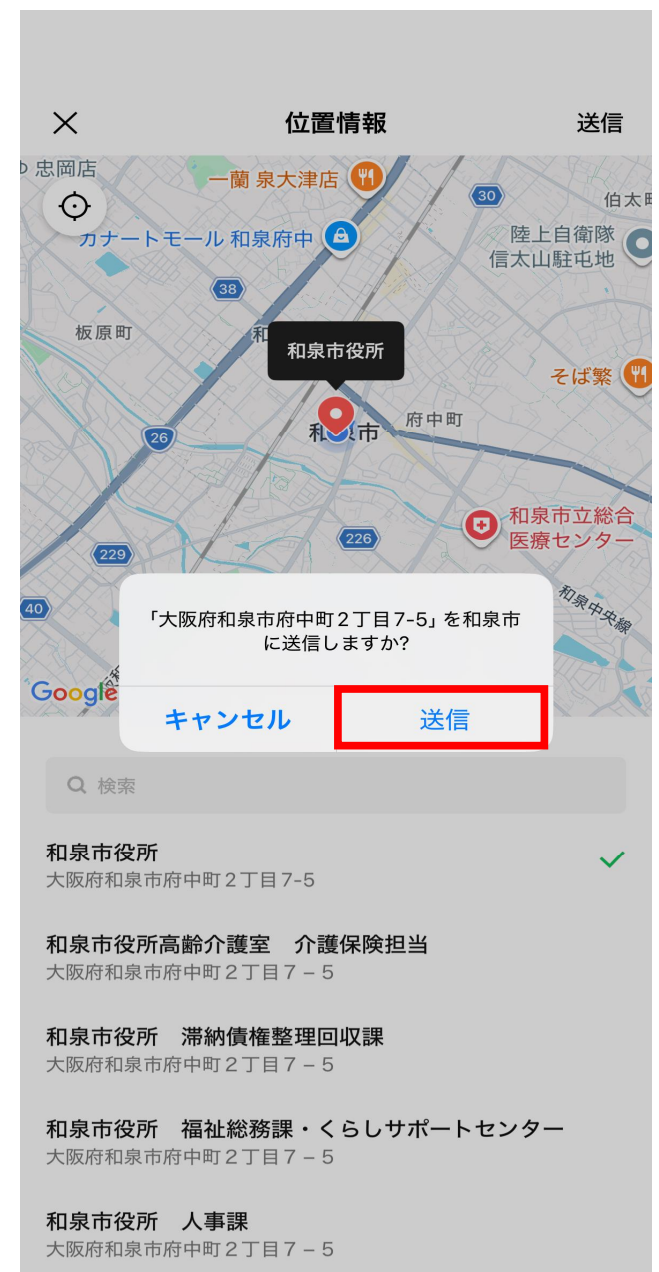 位置情報
送信
忠岡店
一蘭 泉大津店
30
伯太
カナートモール 和泉府中
陸上自衛隊
信太山駐屯地
38
板原町
和
和泉市役所
そば繁
府中町
和泉市
26
和泉市立総合
医療センター
226
229
和泉中央線
40
「大阪府和泉市府中町２丁目7-5」を和泉市
に送信しますか?
Google
キャンセル
送信
検索
和泉市役所
大阪府和泉市府中町２丁目7-5
和泉市役所高齢介護室　介護保険担当
大阪府和泉市府中町２丁目７－５
和泉市役所　滞納債権整理回収課
大阪府和泉市府中町２丁目７－５
和泉市役所　福祉総務課・くらしサポートセンター
大阪府和泉市府中町２丁目７－５
和泉市役所　人事課
大阪府和泉市府中町２丁目７－５